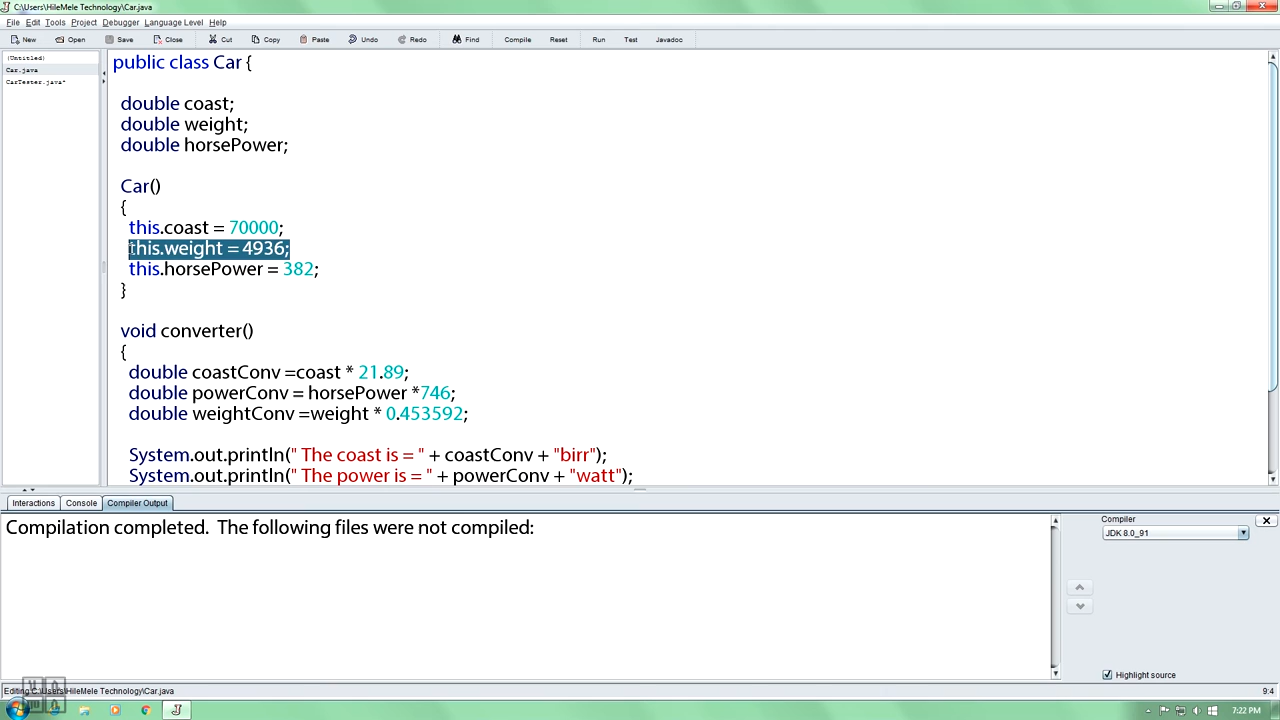 C:\Users\HileMele Technology\Car.java
File Edit Tools Project Debugger Language Level Help
New Open Save Close Cut Copy Paste Undo Redo Find Compile Reset Run Test Javadoc
(Untitled)
Car.java
CarTester.java*
public class Car {
double coast;
double weight;
double horsePower;
Car()
{
this.coast = 70000;
this.weight = 4936;
this.horsePower = 382;
}
void converter()
{
double coastConv =coast * 21.89;
double powerConv = horsePower *746;
double weightConv =weight * 0.453592;
System.out.println(" The coast is = " + coastConv + "birr");
System.out.println(" The power is = " + powerConv + "watt");
Interactions Console Compiler Output
Compilation completed. The following files were not compiled:
Compiler
JDK 8.0_91
Highlight source
Editing C:\Users\HileMele Technology\Car.java
9:4
7:22 PM